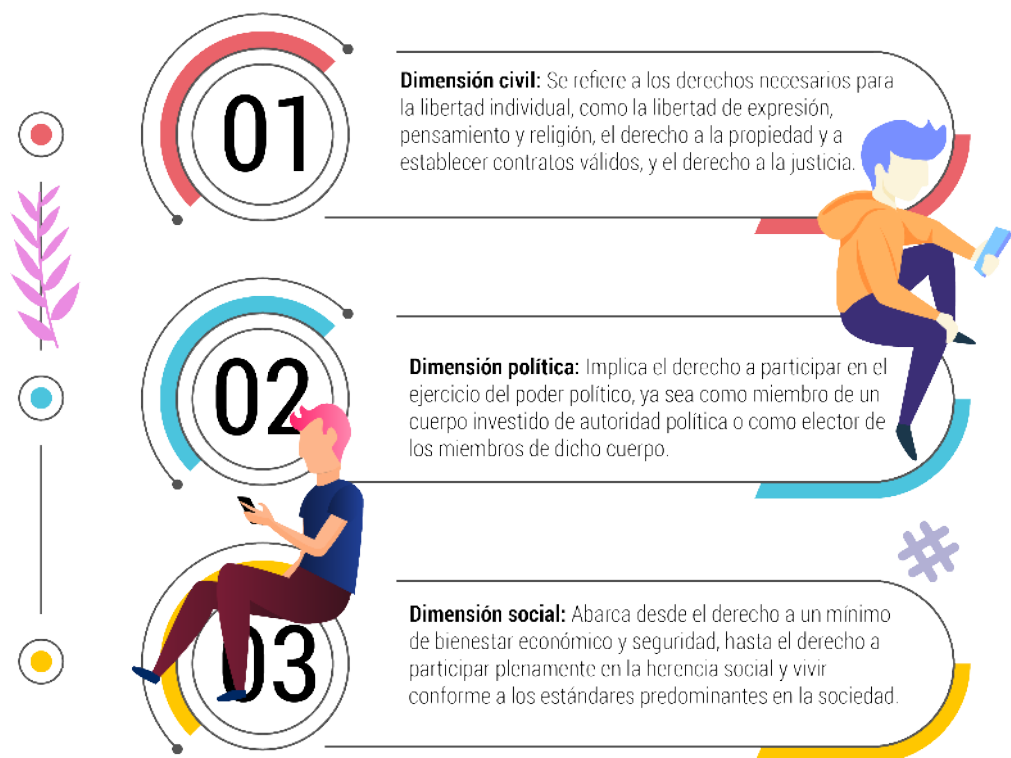 01
Dimensión civil: Se refiere a los derechos necesarios para
la libertad individual, como la libertad de expresión,
pensamiento y religión, el derecho a la propiedad y a
establecer contratos válidos, y el derecho a la justicia.
02
Dimensión política: Implica el derecho a participar en el
ejercicio del poder político, ya sea como miembro de un
cuerpo investido de autoridad política o como elector de
los miembros de dicho cuerpo.
#
03
Dimensión social: Abarca desde el derecho a un mínimo
de bienestar económico y seguridad, hasta el derecho a
participar plenamente en la herencia social y vivir
conforme a los estándares predominantes en la sociedad.